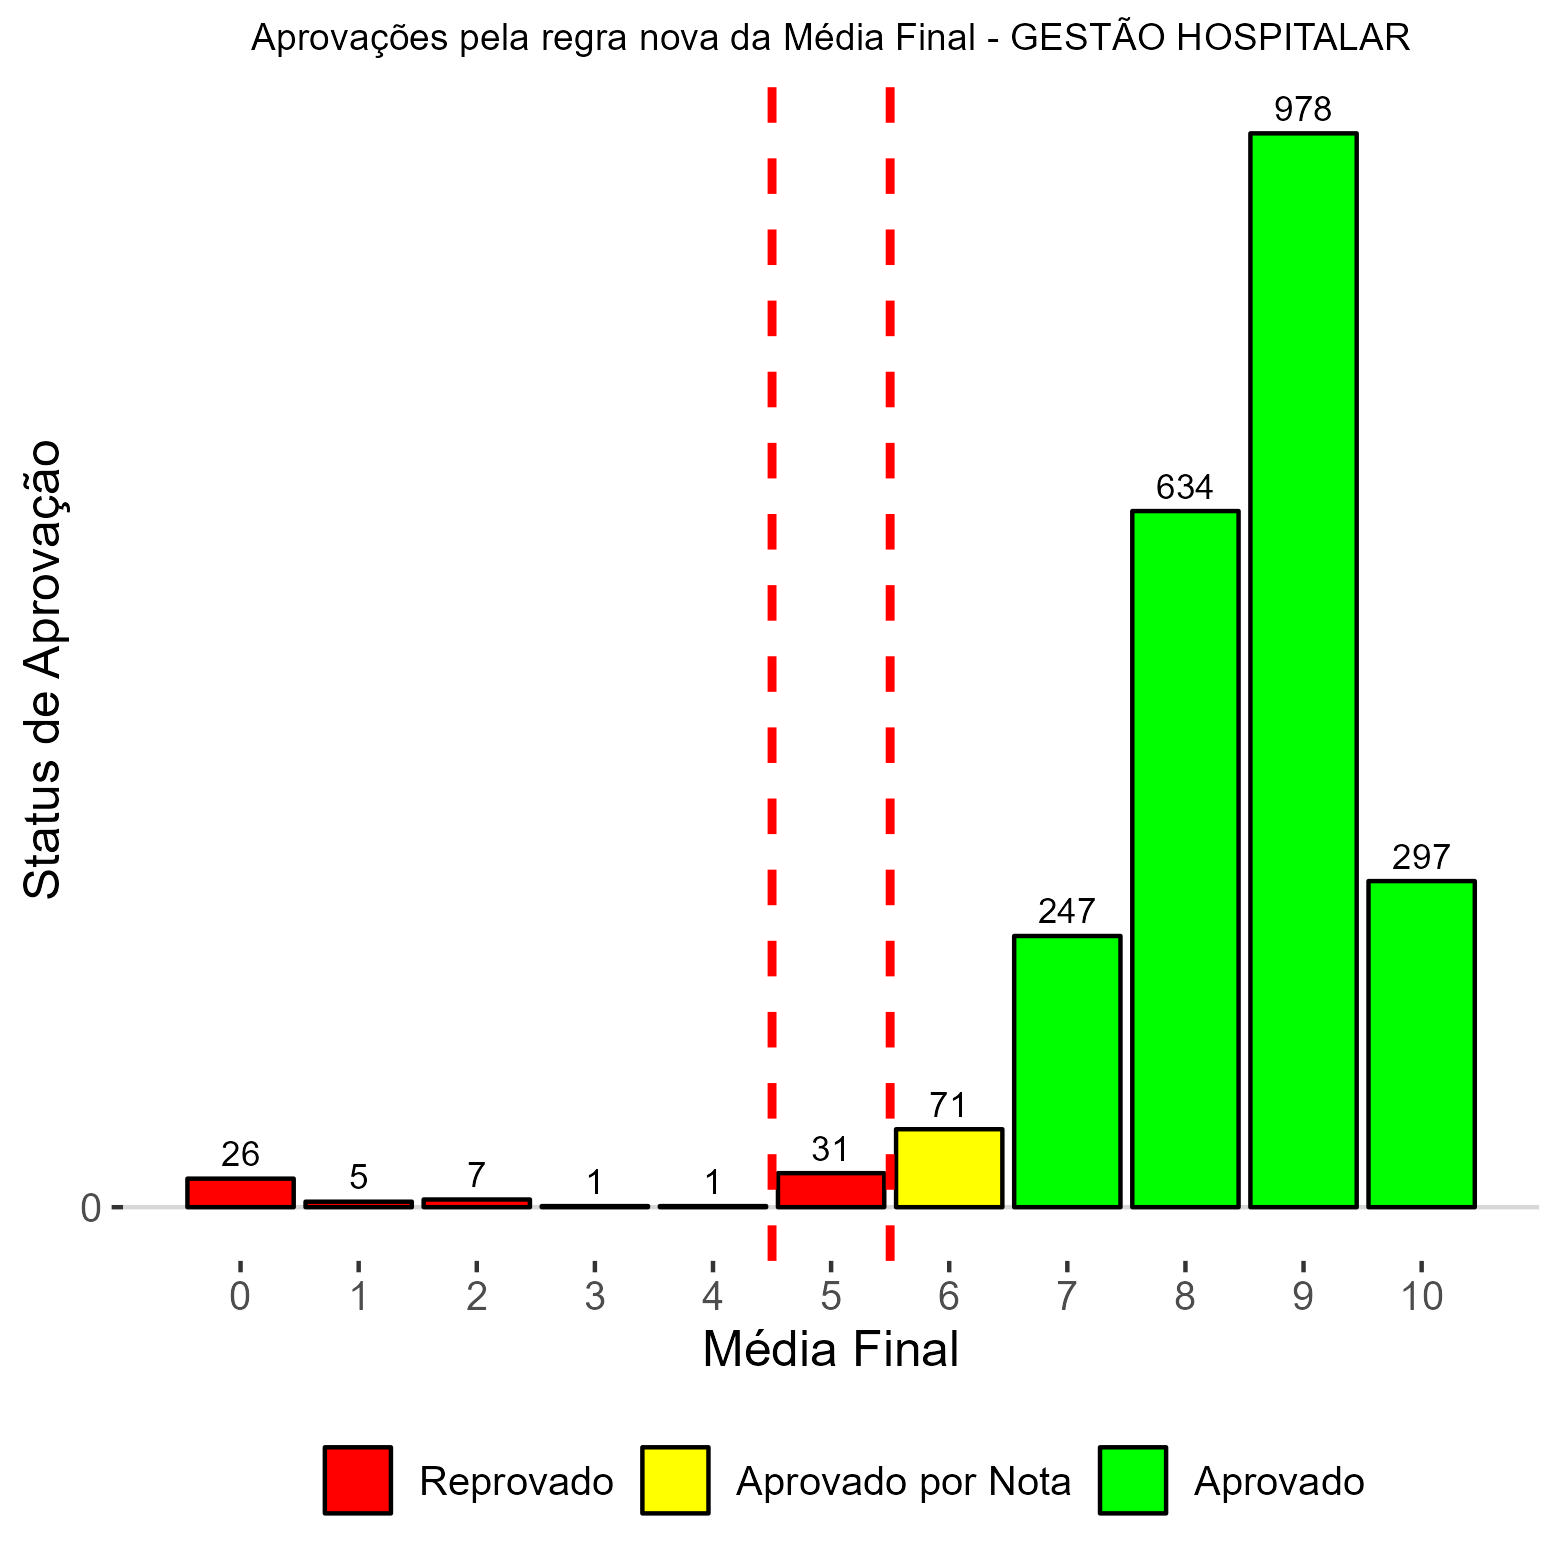 Aprovações pela regra nova da Média Final - GESTÃO HOSPITALAR
978
634
297
247
71
31
26
5
7
1
1
Status de Aprovação
0
0 1 2 3 4 5 6 7 8 9 10
Média Final
Reprovado Aprovado por Nota Aprovado